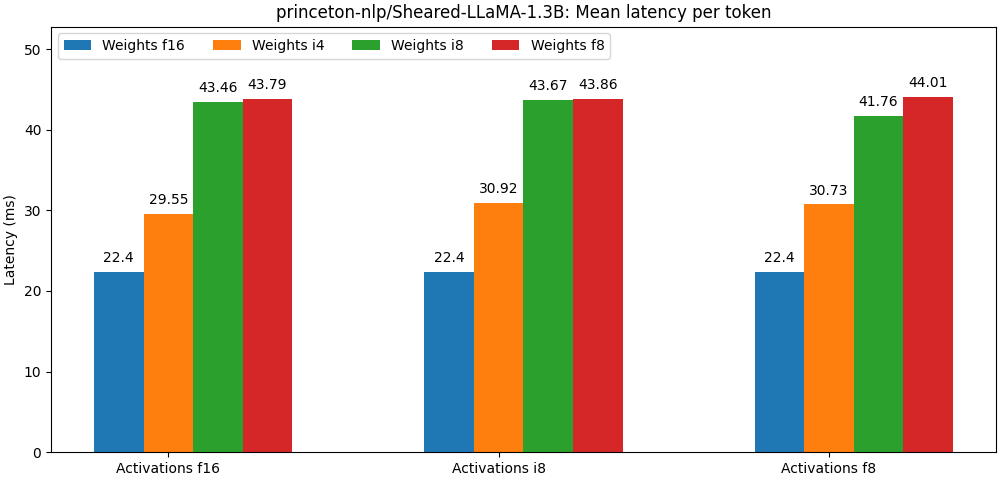 princeton-nlp/Sheared-LLaMA-1.3B: Mean latency per token
Weights f16 Weights i4 Weights i8 Weights f8
Latency (ms)
50
40
30
20
10
0
22.4 29.55 43.46 43.79
22.4 30.92 43.67 43.86
22.4 30.73 41.76 44.01
Activations f16 Activations i8 Activations f8